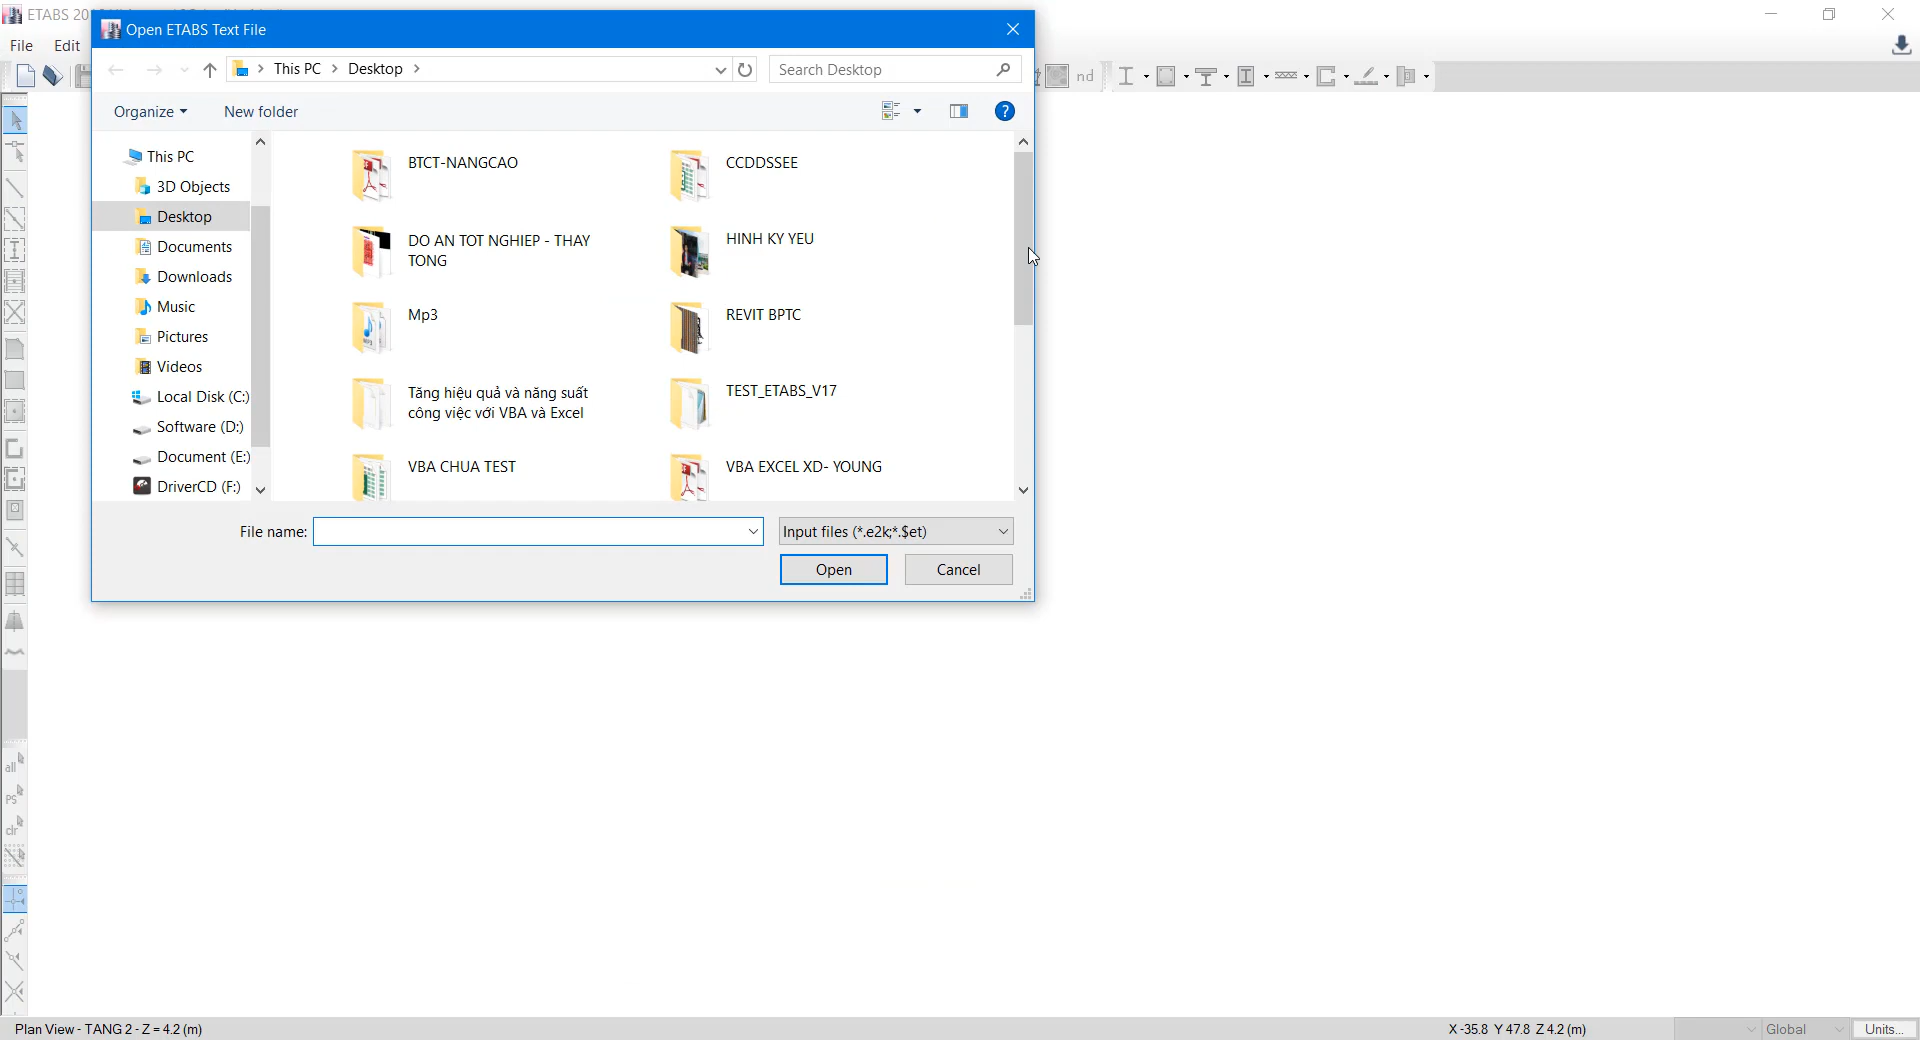 ETABS 20
Open ETABS Text File
File Edit
This PC > Desktop >
Search Desktop
nd
Organize
New folder
This PC
3D Objects
Desktop
Documents
Downloads
Music
Pictures
Videos
Local Disk (C:)
Software (D:)
Document (E:)
DriverCD (F:)
BTCT-NANGCAO
CCDDSSEE
DO AN TOT NGHIEP - THAY
TONG
HINH KY YEU
Mp3
REVIT BPTC
Tăng hiệu quả và năng suất
công việc với VBA và Excel
TEST_ETABS_V17
VBA CHUA TEST
VBA EXCEL XD- YOUNG
File name:
Input files (*.e2k;*.$et)
Open
Cancel
all
PS
clr
Plan View - TANG 2 - Z = 4.2 (m)
X -35.8 Y 47.8 Z 4.2 (m)
Global
Units...